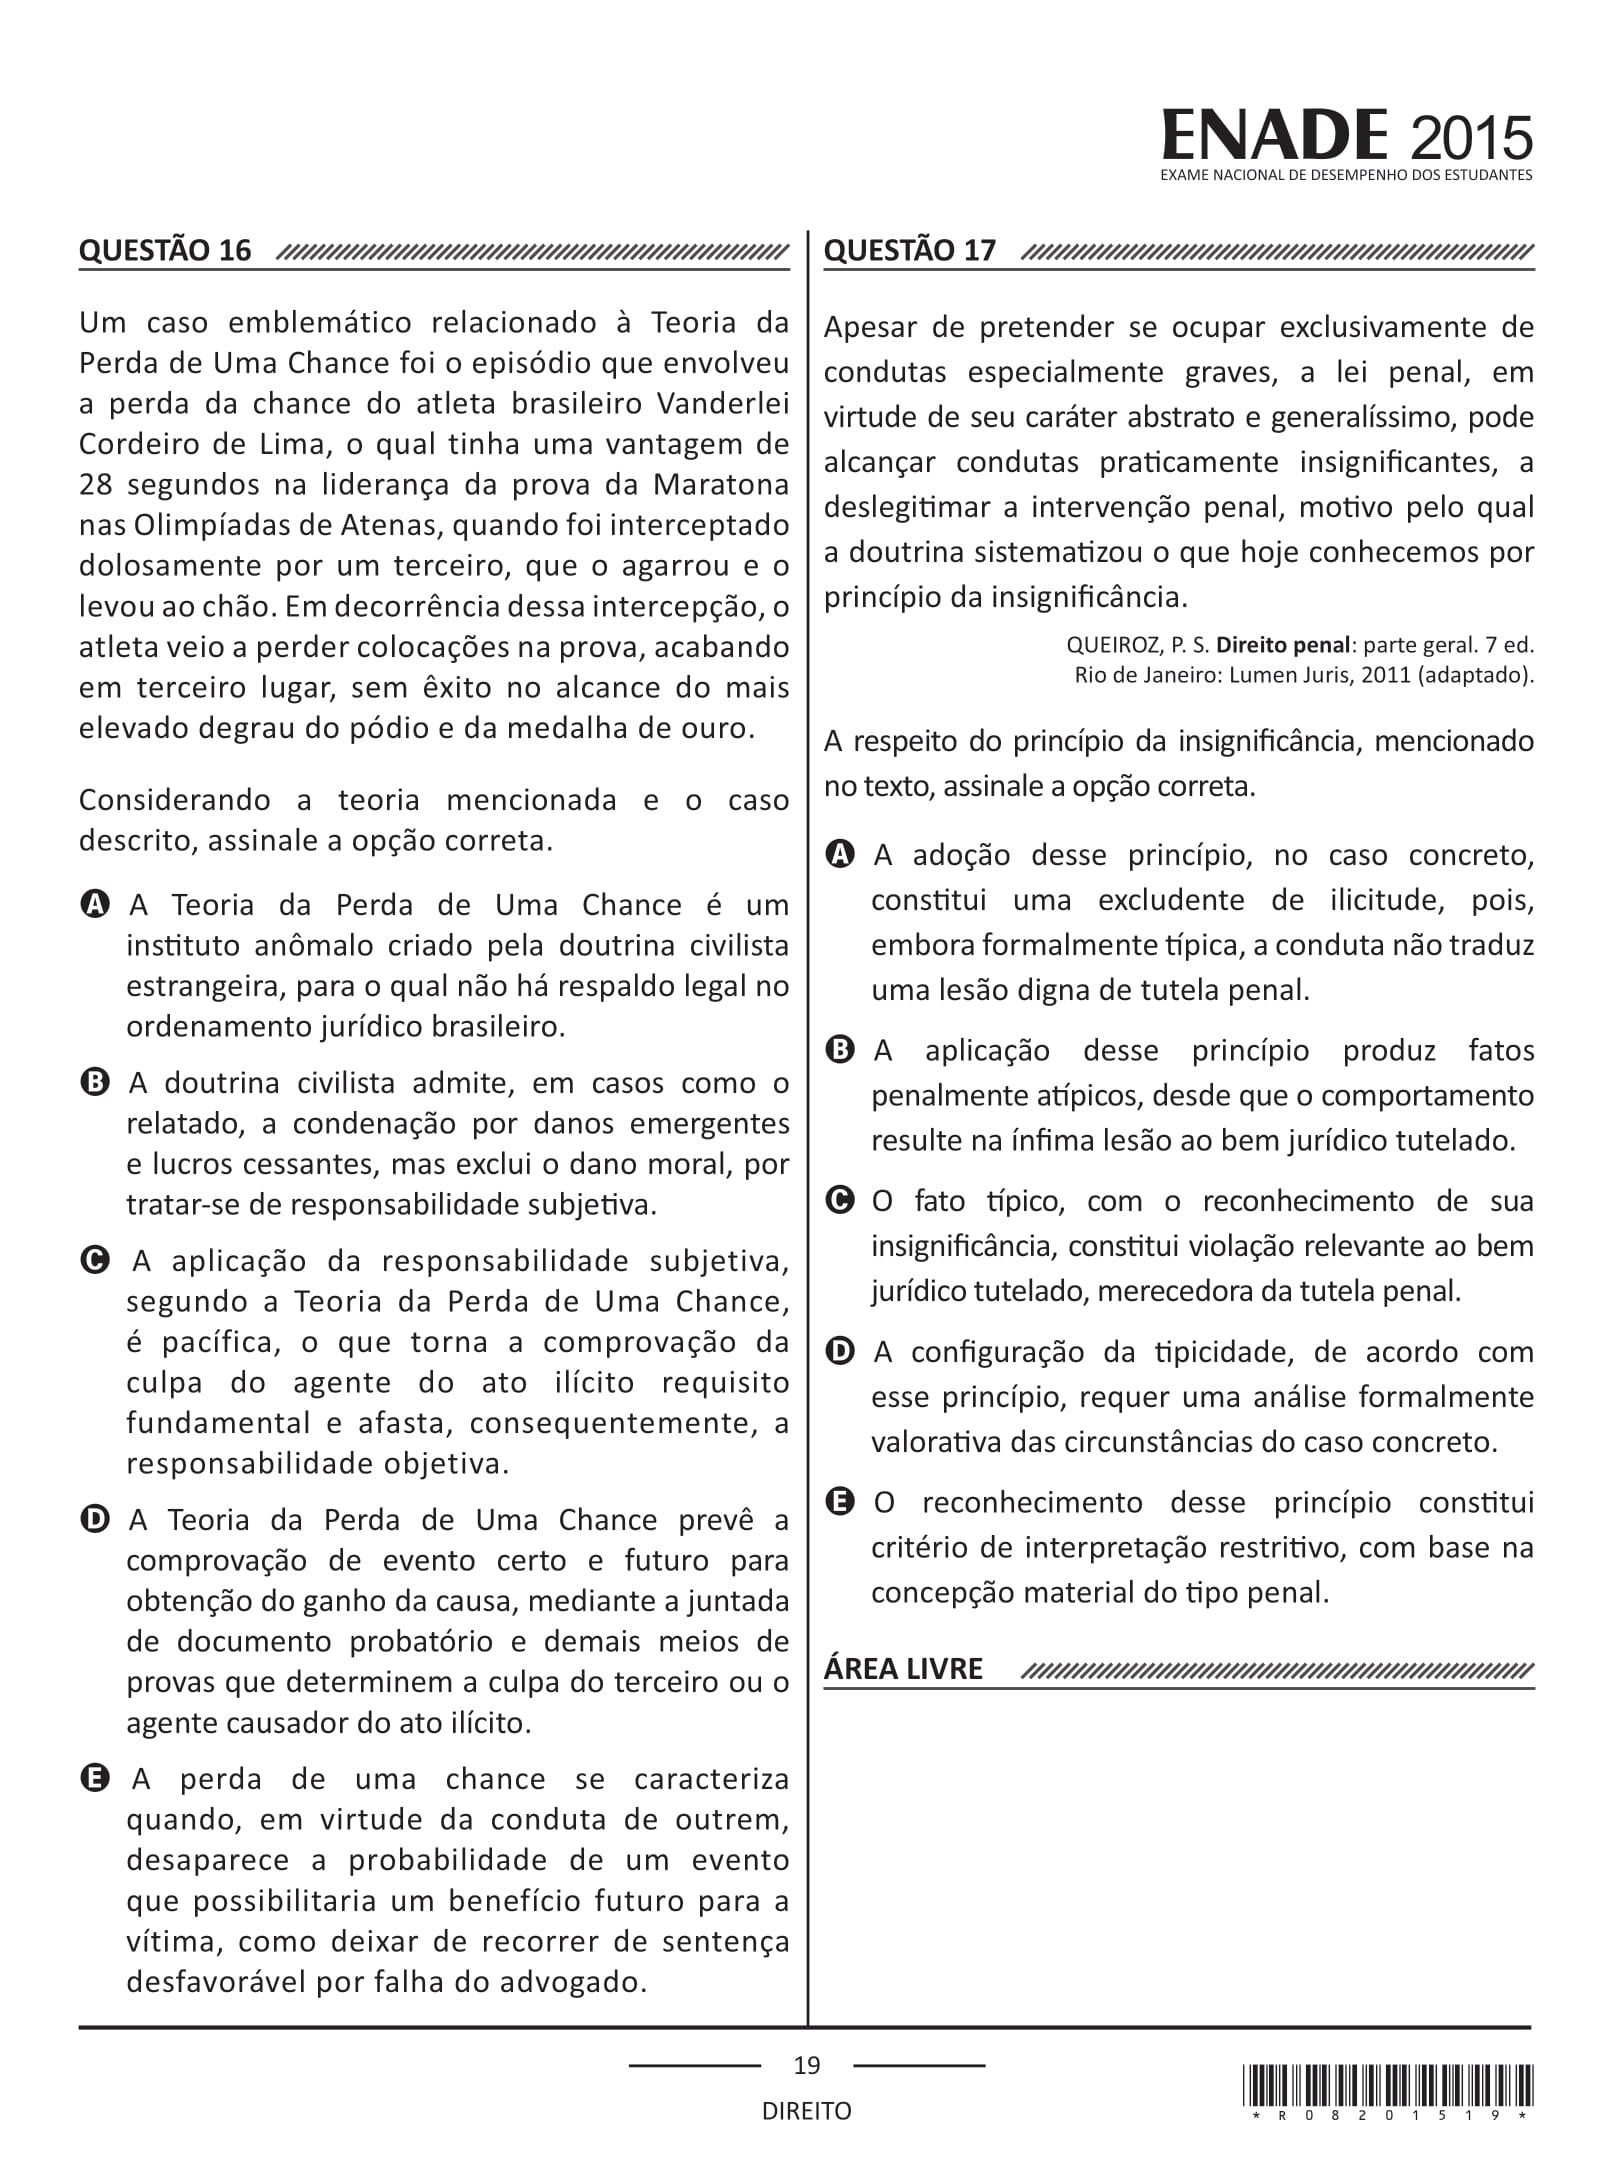 ENADE 2015
EXAME NACIONAL DE DESEMPENHO DOS ESTUDANTES
QUESTÃO 16
Um caso emblemático relacionado à Teoria da
Perda de Uma Chance foi o episódio que envolveu
a perda da chance do atleta brasileiro Vanderlei
Cordeiro de Lima, o qual tinha uma vantagem de
28 segundos na liderança da prova da Maratona
nas Olimpíadas de Atenas, quando foi interceptado
dolosamente por um terceiro, que o agarrou e o
levou ao chão. Em decorrência dessa intercepção, o
atleta veio a perder colocações na prova, acabando
em terceiro lugar, sem êxito no alcance do mais
elevado degrau do pódio e da medalha de ouro.
Considerando a teoria mencionada e o caso
descrito, assinale a opção correta.
A A Teoria da Perda de Uma Chance é um
instituto anômalo criado pela doutrina civilista
estrangeira, para o qual não há respaldo legal no
ordenamento jurídico brasileiro.
B A doutrina civilista admite, em casos como o
relatado, a condenação por danos emergentes
e lucros cessantes, mas exclui o dano moral, por
tratar-se de responsabilidade subjetiva.
C A aplicação da responsabilidade subjetiva,
segundo a Teoria da Perda de Uma Chance,
é pacífica, o que torna a comprovação da
culpa do agente do ato ilícito requisito
fundamental e afasta, consequentemente, a
responsabilidade objetiva.
D A Teoria da Perda de Uma Chance prevê a
comprovação de evento certo e futuro para
obtenção do ganho da causa, mediante a juntada
de documento probatório e demais meios de
provas que determinem a culpa do terceiro ou o
agente causador do ato ilícito.
E A perda de uma chance se caracteriza
quando, em virtude da conduta de outrem,
desaparece a probabilidade de um evento
que possibilitaria um benefício futuro para a
vítima, como deixar de recorrer de sentença
desfavorável por falha do advogado.
QUESTÃO 17
Apesar de pretender se ocupar exclusivamente de
condutas especialmente graves, a lei penal, em
virtude de seu caráter abstrato e generalíssimo, pode
alcançar condutas praticamente insignificantes, a
deslegitimar a intervenção penal, motivo pelo qual
a doutrina sistematizou o que hoje conhecemos por
princípio da insignificância.
QUEIROZ, P. S. Direito penal: parte geral. 7 ed.
Rio de Janeiro: Lumen Juris, 2011 (adaptado).
A respeito do princípio da insignificância, mencionado
no texto, assinale a opção correta.
A A adoção desse princípio, no caso concreto,
constitui uma excludente de ilicitude, pois,
embora formalmente típica, a conduta não traduz
uma lesão digna de tutela penal.
B A aplicação desse princípio produz fatos
penalmente atípicos, desde que o comportamento
resulte na ínfima lesão ao bem jurídico tutelado.
C O fato típico, com o reconhecimento de sua
insignificância, constitui violação relevante ao bem
jurídico tutelado, merecedora da tutela penal.
D A configuração da tipicidade, de acordo com
esse princípio, requer uma análise formalmente
valorativa das circunstâncias do caso concreto.
E O reconhecimento desse princípio constitui
critério de interpretação restritivo, com base na
concepção material do tipo penal.
ÁREA LIVRE
19
DIREITO
* R 0 8 2 0 1 5 1 9 *